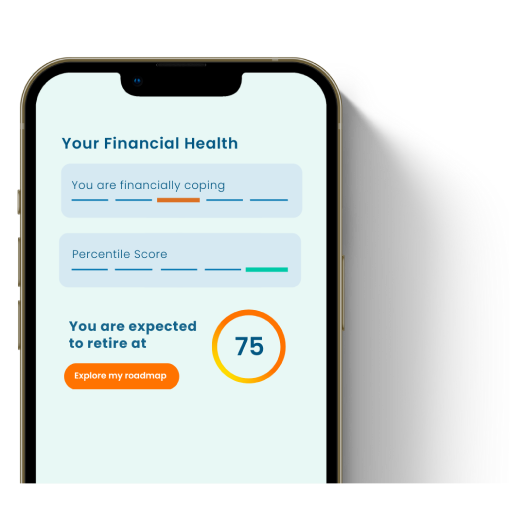 Your Financial Health
You are financially coping
Percentile Score
You are expected
to retire at
75
Explore my roadmap